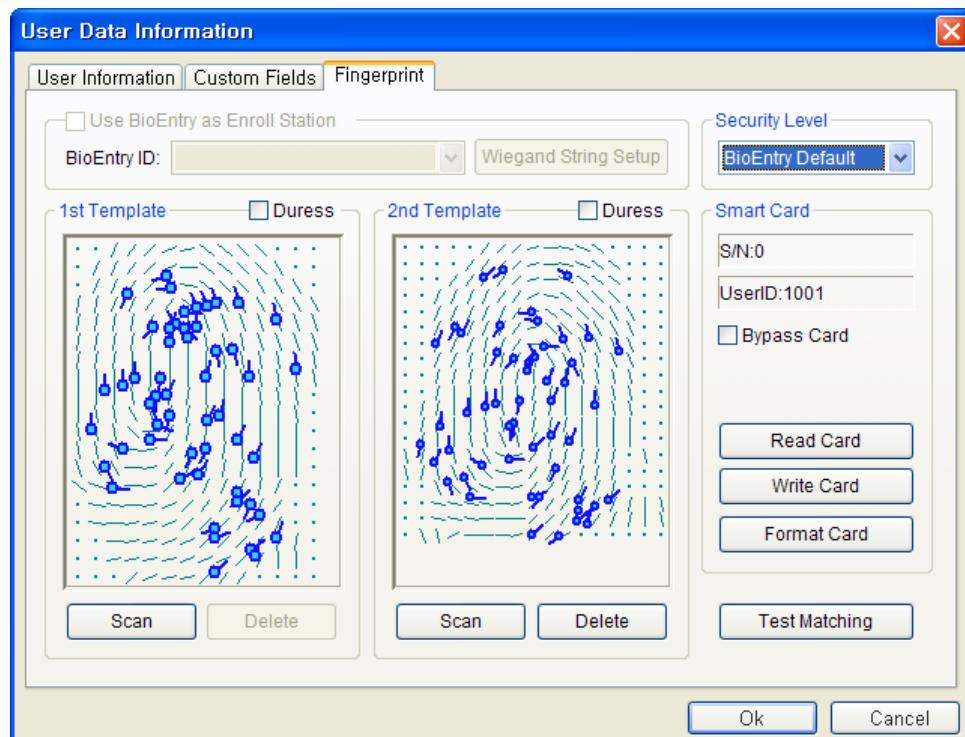 User Data Information
User Information Custom Fields Fingerprint
Use BioEntry as Enroll Station
BioEntry ID: Wiegand String Setup
Security Level
BioEntry Default
1st Template Duress
2nd Template Duress
Smart Card
S/N:0
UserID:1001
Bypass Card
Read Card
Write Card
Format Card
Scan Delete
Scan Delete
Test Matching
Ok Cancel